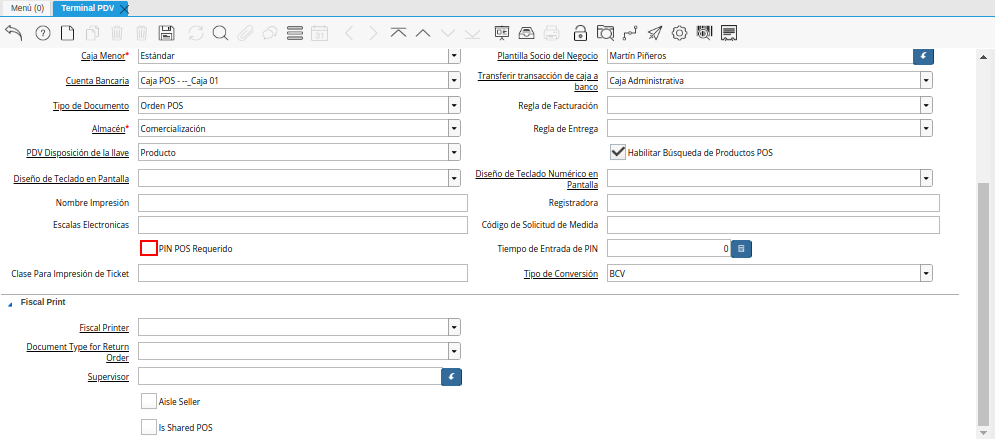 Menú (0)
Terminal PDV
Caja Menor* Estándar
Plantilla Socio del Negocio Martín Piñeros
Cuenta Bancaria Caja POS - --_Caja 01
Transferir transacción de caja a
banco
Caja Administrativa
Tipo de Documento Orden POS
Regla de Facturación
Almacén* Comercialización
Regla de Entrega
PDV Disposición de la llave Producto
Habilitar Búsqueda de Productos POS
Diseño de Teclado en Pantalla
Diseño de Teclado Numérico en
Pantalla
Nombre Impresión
Registradora
Escalas Electronicas
Código de Solicitud de Medida
PIN POS Requerido
Tiempo de Entrada de PIN 0
Clase Para Impresión de Ticket
Tipo de Conversión BCV
Fiscal Print
Fiscal Printer
Document Type for Return
Order
Supervisor
Aisle Seller
Is Shared POS